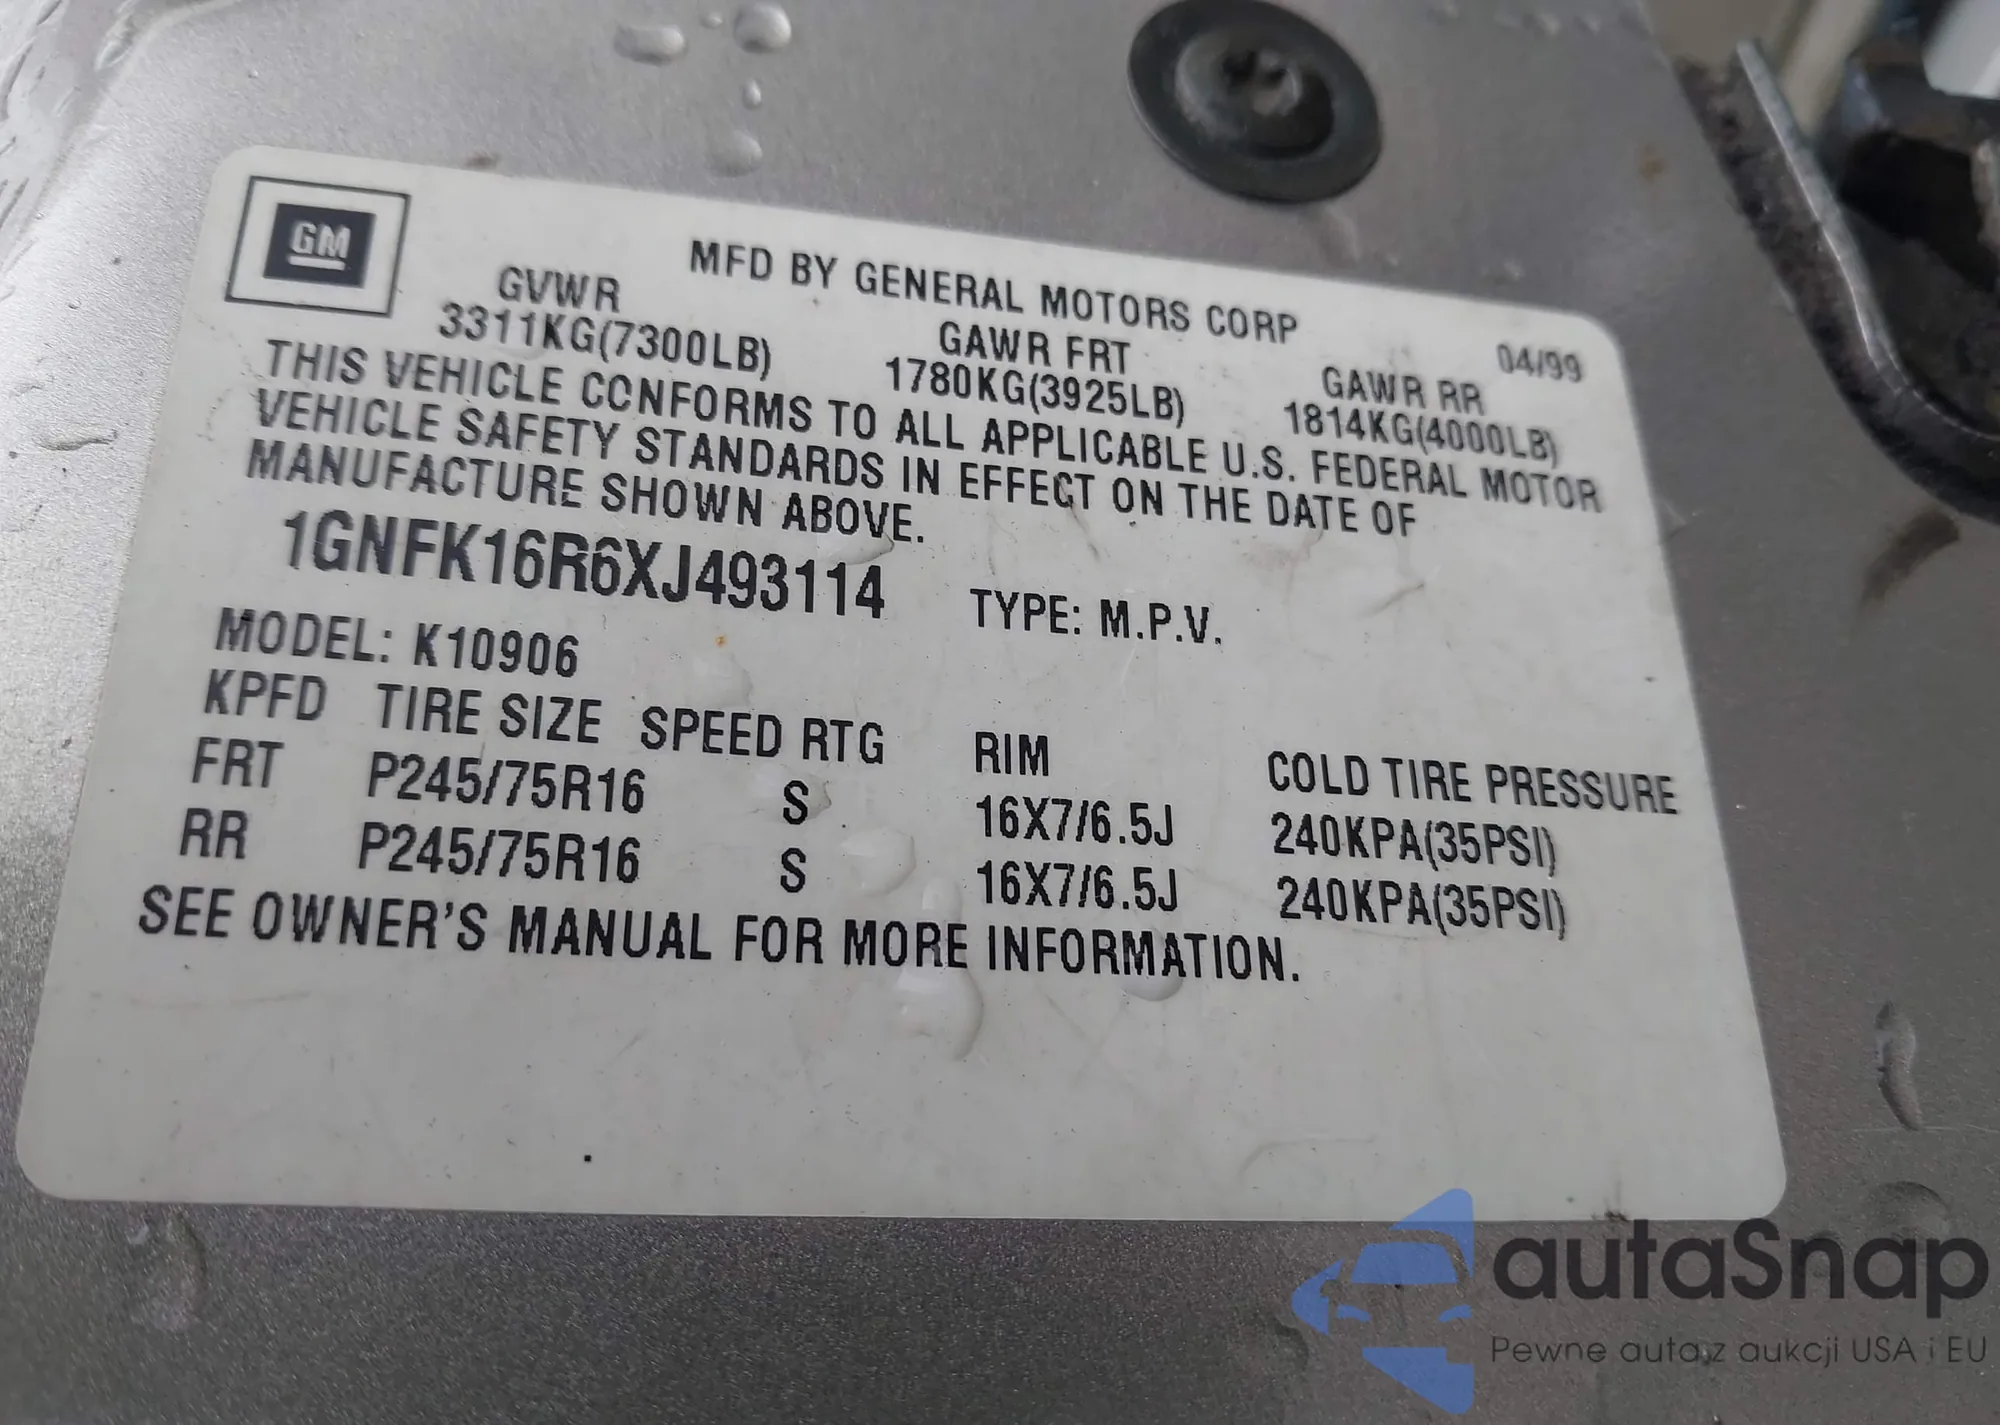 GM
MFD BY GENERAL MOTORS CORP 04/99
GVWR GAWR FRT GAWR RR
3311KG(7300LB) 1780KG(3925LB) 1814KG(4000LB)
THIS VEHICLE CONFORMS TO ALL APPLICABLE U.S. FEDERAL MOTOR
VEHICLE SAFETY STANDARDS IN EFFECT ON THE DATE OF
MANUFACTURE SHOWN ABOVE.
1GNFK16R6XJ493114 TYPE: M.P.V.
MODEL: K10906
KPFD TIRE SIZE SPEED RTG RIM COLD TIRE PRESSURE
FRT P245/75R16 S 16X7/6.5J 240KPA(35PSI)
RR P245/75R16 S 16X7/6.5J 240KPA(35PSI)
SEE OWNER'S MANUAL FOR MORE INFORMATION.
autaSnap
Pewne auta z aukcji USA i EU